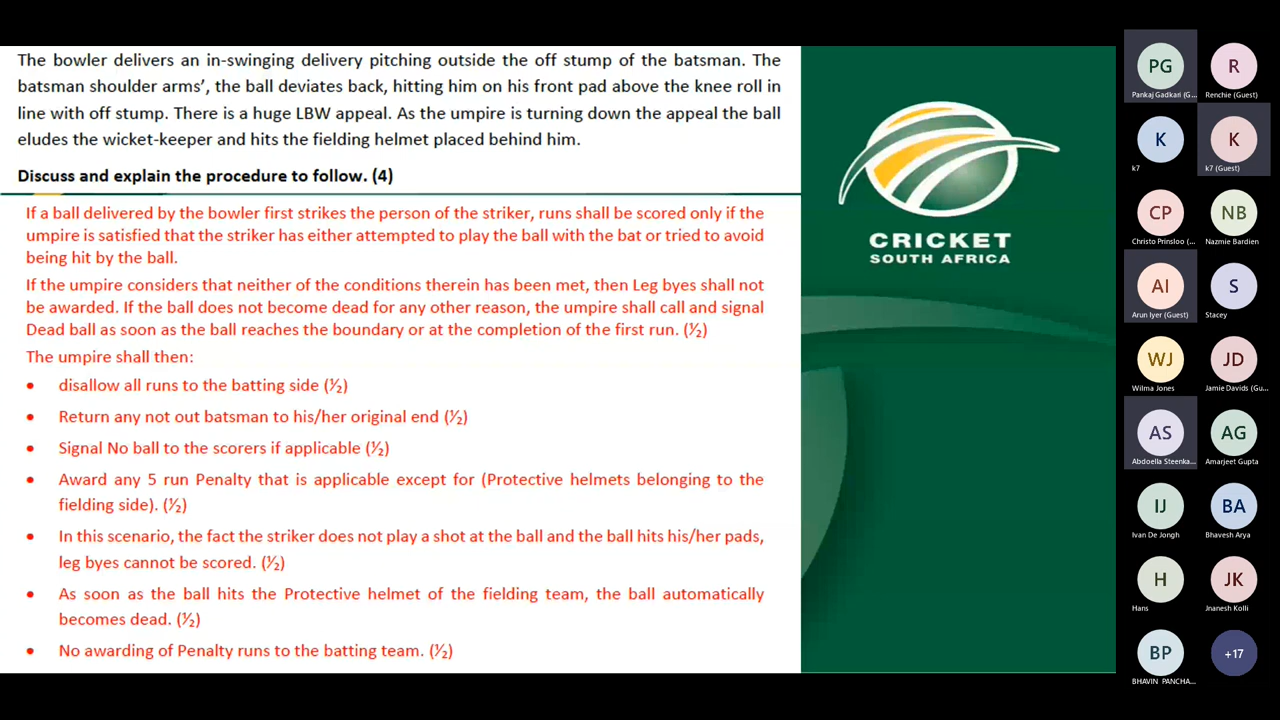 The bowler delivers an in-swinging delivery pitching outside the off stump of the batsman. The
batsman shoulder arms’, the ball deviates back, hitting him on his front pad above the knee roll in
line with off stump. There is a huge LBW appeal. As the umpire is turning down the appeal the ball
eludes the wicket-keeper and hits the fielding helmet placed behind him.
Discuss and explain the procedure to follow. (4)
If a ball delivered by the bowler first strikes the person of the striker, runs shall be scored only if the
umpire is satisfied that the striker has either attempted to play the ball with the bat or tried to avoid
being hit by the ball.
If the umpire considers that neither of the conditions therein has been met, then Leg byes shall not
be awarded. If the ball does not become dead for any other reason, the umpire shall call and signal
Dead ball as soon as the ball reaches the boundary or at the completion of the first run. (½)
The umpire shall then:
• disallow all runs to the batting side (½)
• Return any not out batsman to his/her original end (½)
• Signal No ball to the scorers if applicable (½)
• Award any 5 run Penalty that is applicable except for (Protective helmets belonging to the
fielding side). (½)
• In this scenario, the fact the striker does not play a shot at the ball and the ball hits his/her pads,
leg byes cannot be scored. (½)
• As soon as the ball hits the Protective helmet of the fielding team, the ball automatically
becomes dead. (½)
• No awarding of Penalty runs to the batting team. (½)
CRICKET
SOUTH AFRICA
PG
Pankaj Gadkari (G...
R
Renchie (Guest)
K
k7
K
k7 (Guest)
CP
Christo Prinsloo (...
NB
Nazmie Bardien
AI
Arun Iyer (Guest)
S
Stacey
WJ
Wilma Jones
JD
Jamie Davids (Gu...
AS
Abdoella Steenka...
AG
Amarjeet Gupta
IJ
Ivan De Jongh
BA
Bhavesh Arya
H
Hans
JK
Jnanesh Kolli
BP
BHAVIN PANCHA...
+17